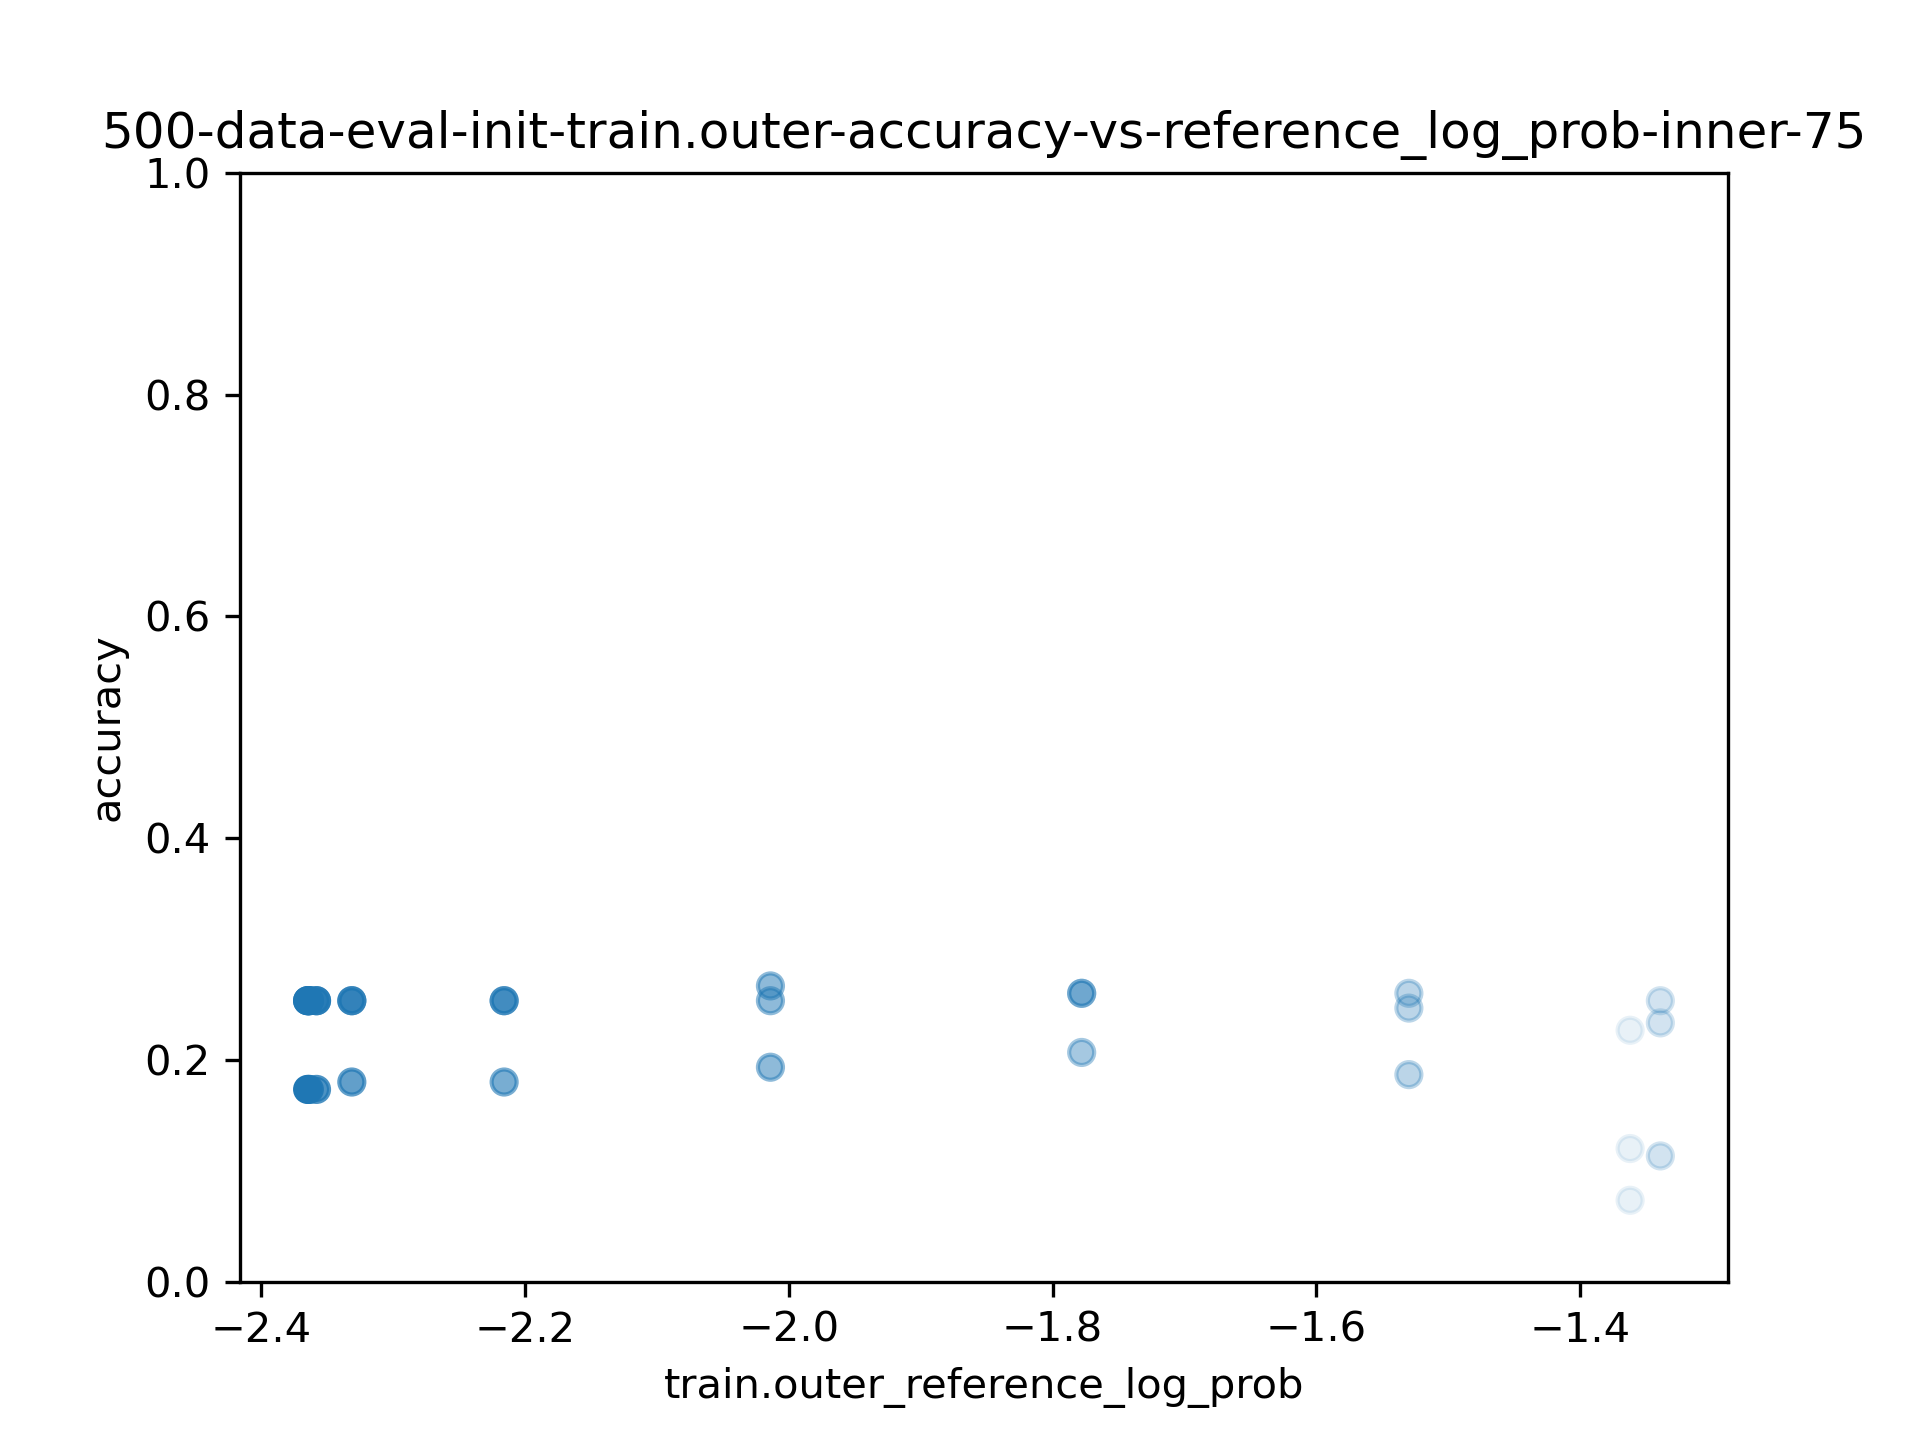 500-data-eval-init-train.outer-accuracy-vs-reference_log_prob-inner-75
1.0
0.8
0.6
0.4
0.2
0.0
accuracy
−2.4 −2.2 −2.0 −1.8 −1.6 −1.4
train.outer_reference_log_prob